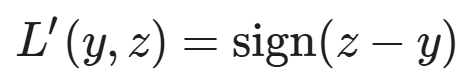 L′(y, z) = sign(z − y)